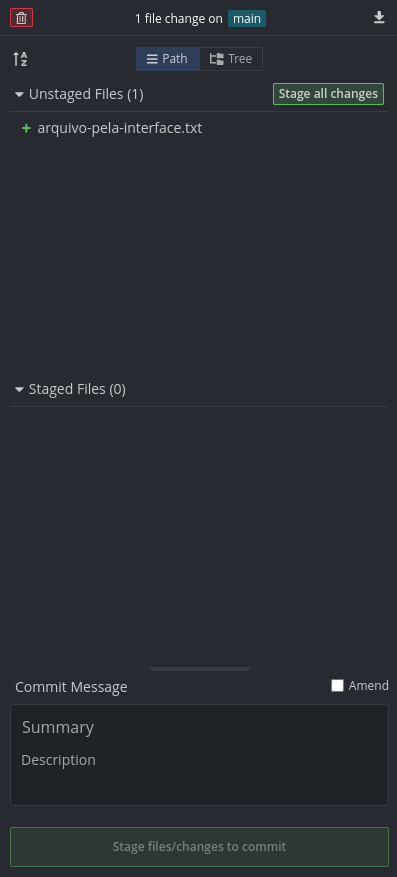 1 file change on main
Path Tree
Unstaged Files (1) Stage all changes
+ arquivo-pela-interface.txt
Staged Files (0)
Commit Message Amend
Summary
Description
Stage files/changes to commit